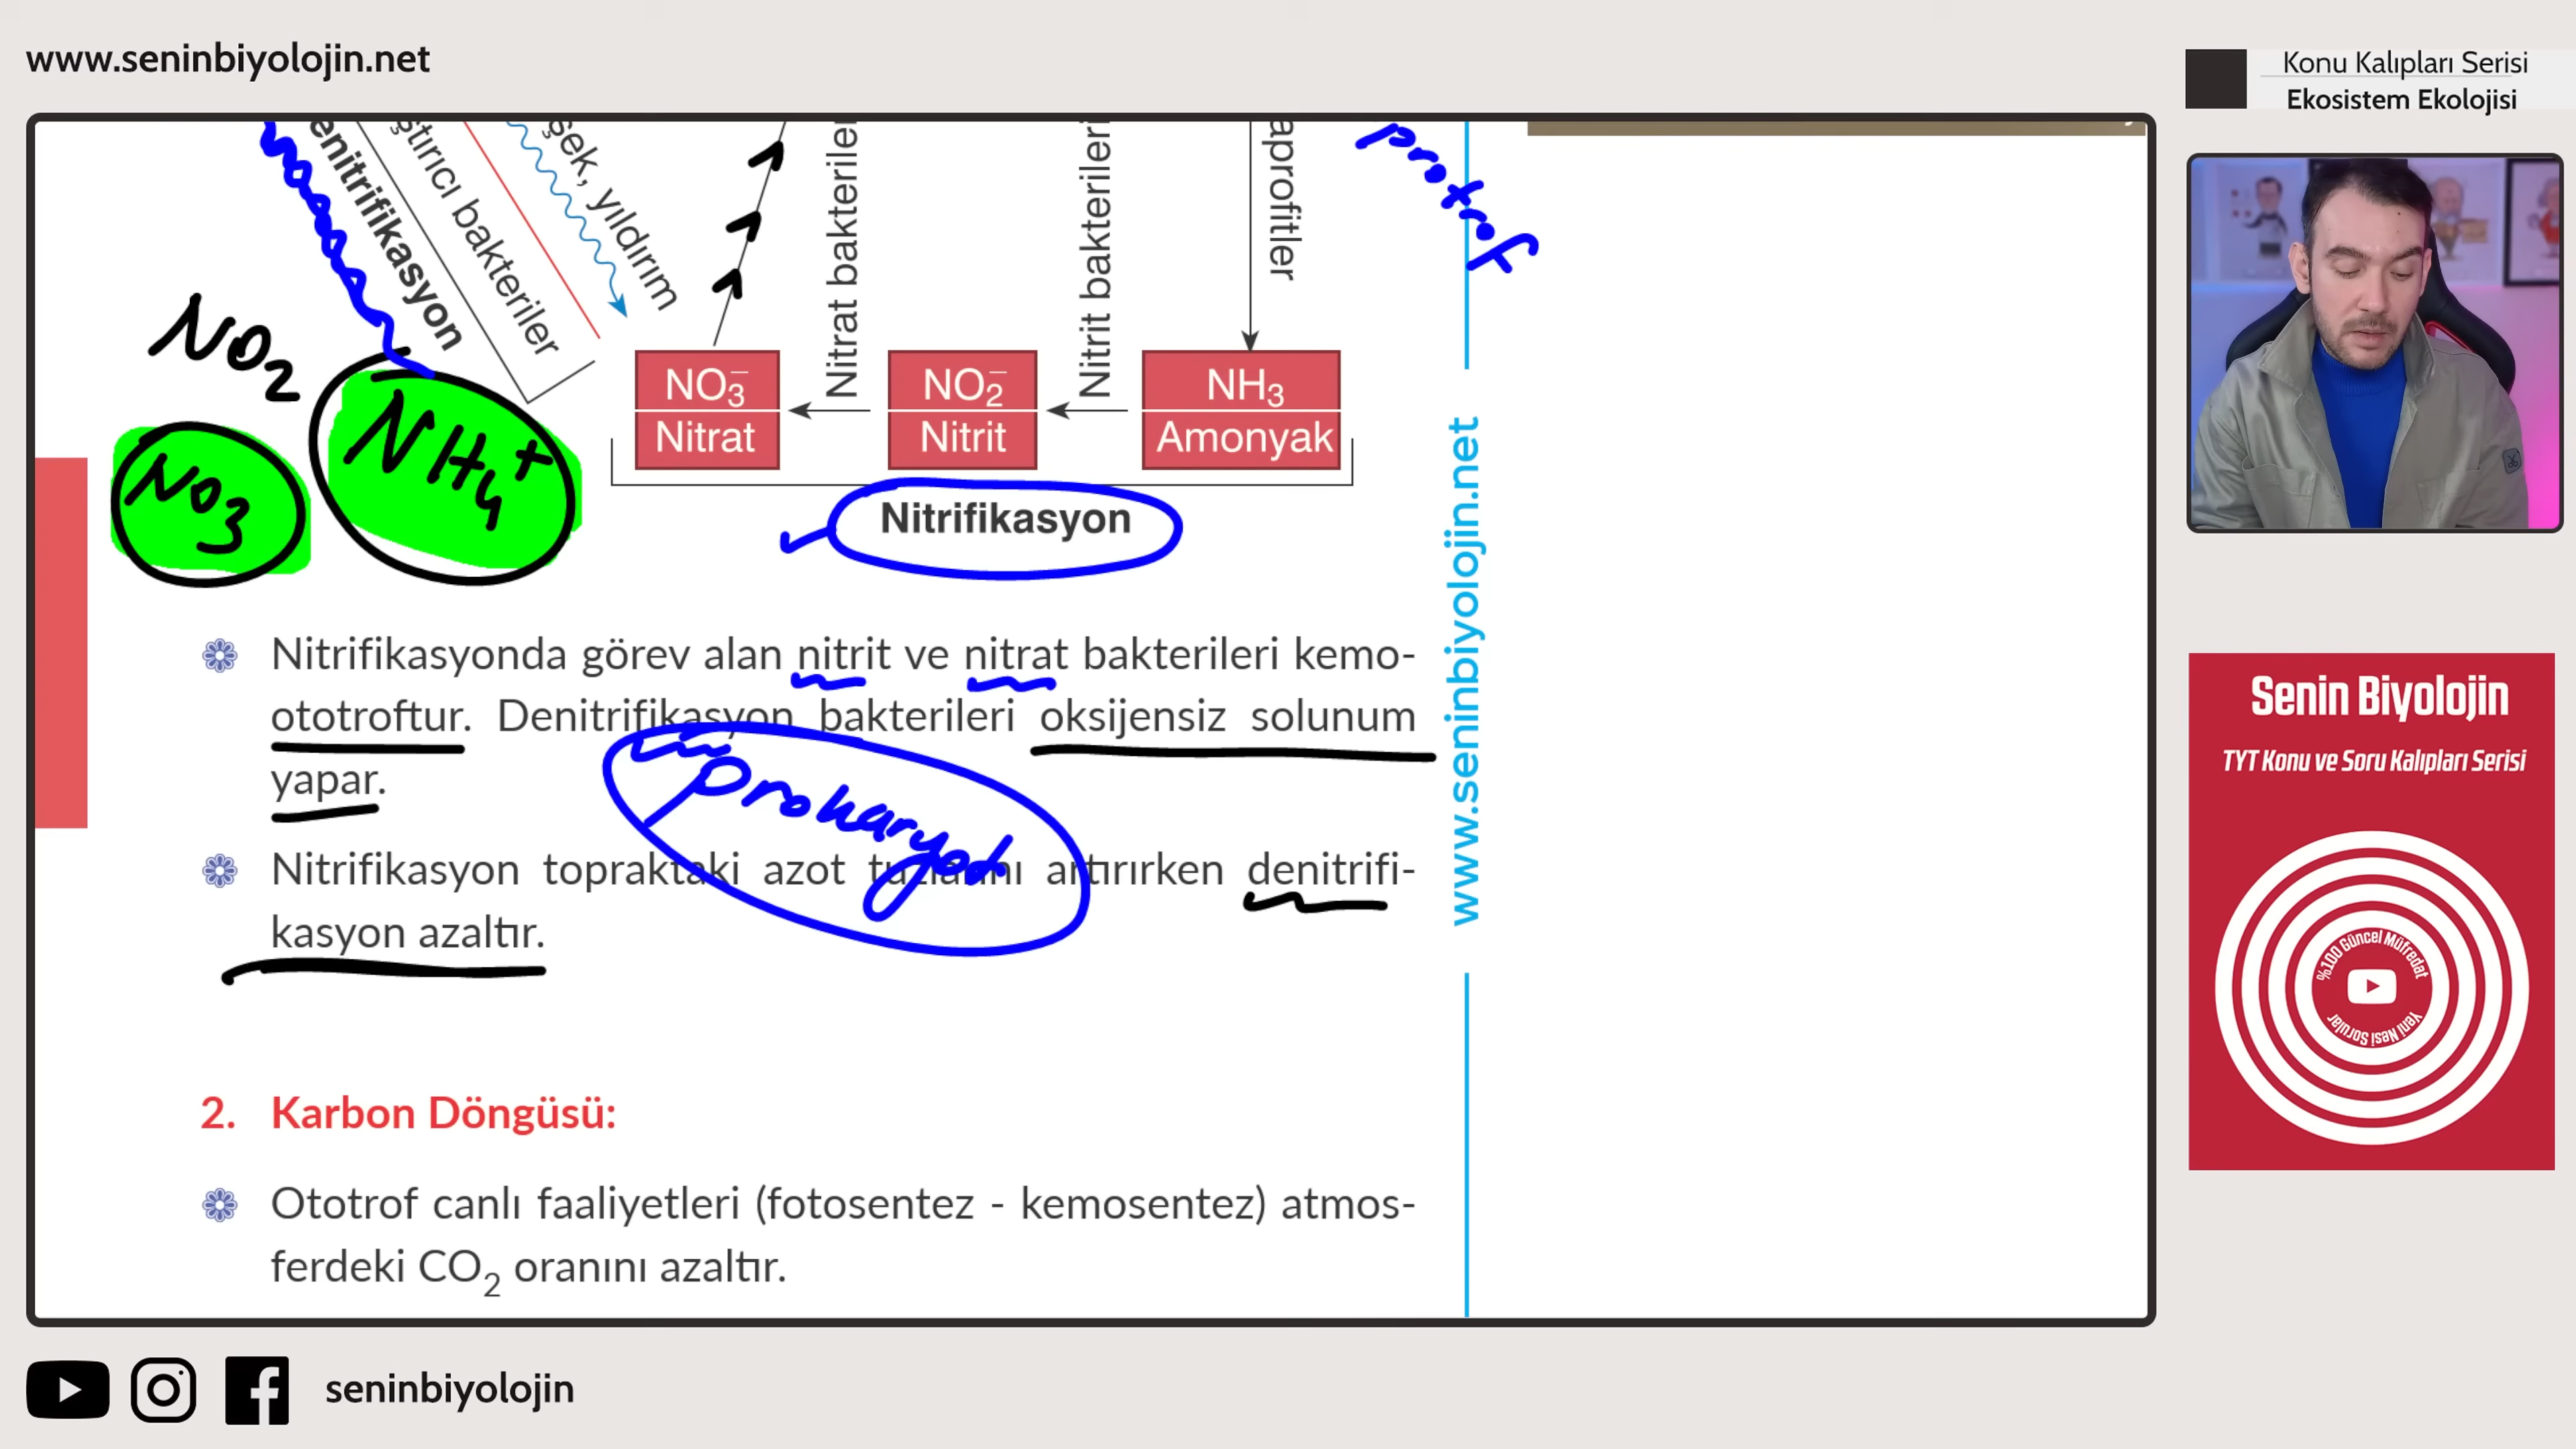 www.seninbiyolojin.net
Konu Kalıpları Serisi
Ekosistem Ekolojisi
enitrifikasyon
ştırıcı bakteriler
şek, yıldırım
Nitrat bakteriler
Nitrit bakterileri
aprofitler
protrof
NO2
NH4+
NO3
NO3⁻
Nitrat
NO2⁻
Nitrit
NH3
Amonyak
Nitrifikasyon
Nitrifikasyonda görev alan nitrit ve nitrat bakterileri kemo-
ototroftur. Denitrifikasyon bakterileri oksijensiz solunum
yapar.
prokaryot
Nitrifikasyon topraktaki azot tuzlarını artırırken denitrifi-
kasyon azaltır.
2. Karbon Döngüsü:
Ototrof canlı faaliyetleri (fotosentez - kemosentez) atmos-
ferdeki CO2 oranını azaltır.
www.seninbiyolojin.net
Senin Biyolojin
TYT Konu ve Soru Kalıpları Serisi
%100 Güncel Müfredat
Yeni Nesil Sorular
seninbiyolojin